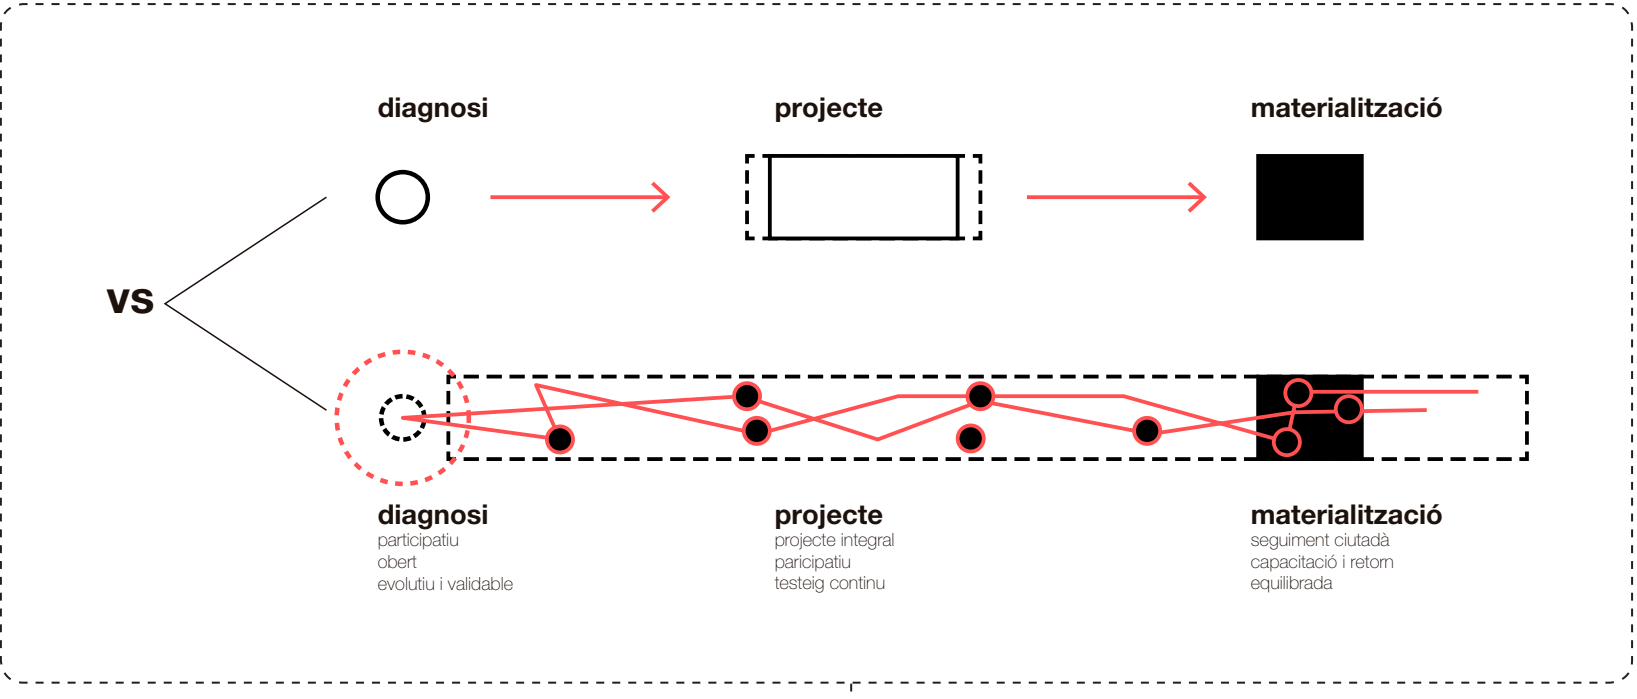 diagnosi
projecte
materialització
vs
diagnosi
participatiu
obert
evolutiu i validable
projecte
projecte integral
paricipatiu
testeig continu
materialització
seguiment ciutadà
capacitació i retorn
equilibrada